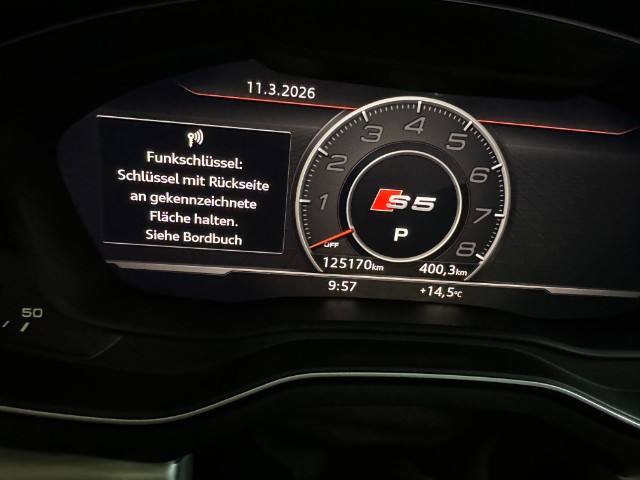 11.3.2026
Funkschlüssel:
Schlüssel mit Rückseite
an gekennzeichnete
Fläche halten.
Siehe Bordbuch
1
2
3
4
5
6
7
8
S5
P
OFF
125170km
400,3km
9:57
+14,5°C
50